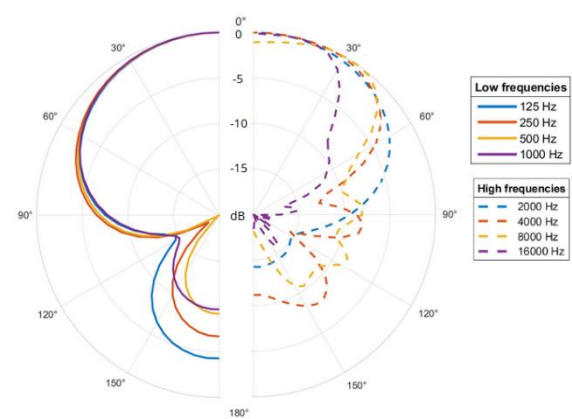 0°
0
30°
30°
-5
60°
60°
-10
-15
90°
dB
90°
120°
120°
150°
150°
180°
Low frequencies
125 Hz
250 Hz
500 Hz
1000 Hz
High frequencies
2000 Hz
4000 Hz
8000 Hz
16000 Hz